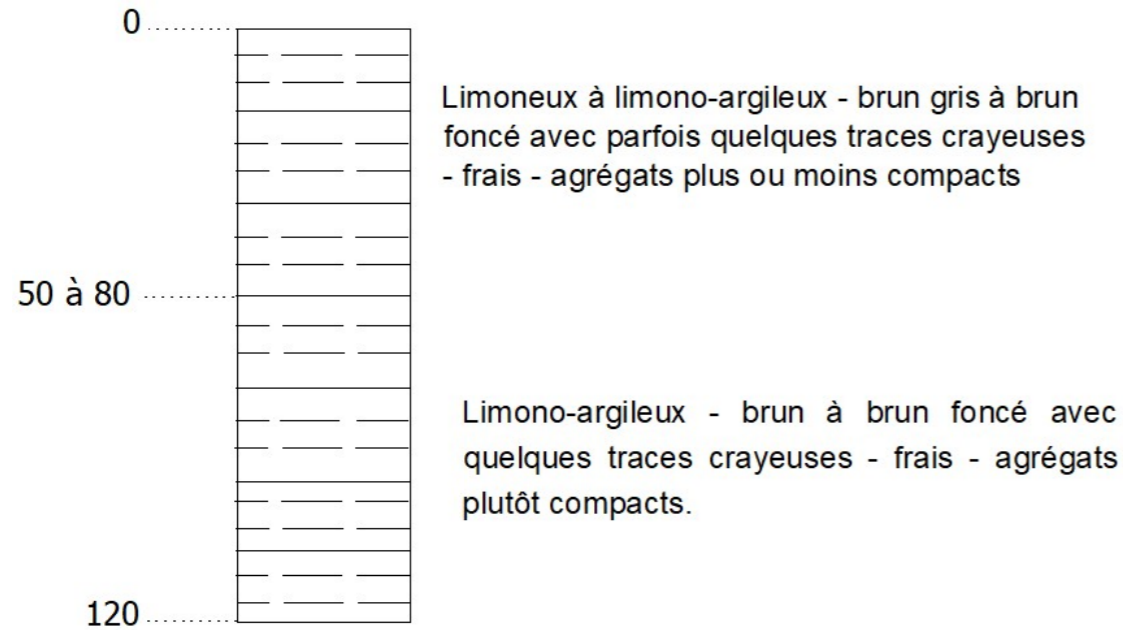 0
Limoneux à limono-argileux - brun gris à brun
foncé avec parfois quelques traces crayeuses
- frais - agrégats plus ou moins compacts
50 à 80
Limono-argileux - brun à brun foncé avec
quelques traces crayeuses - frais - agrégats
plutôt compacts.
120